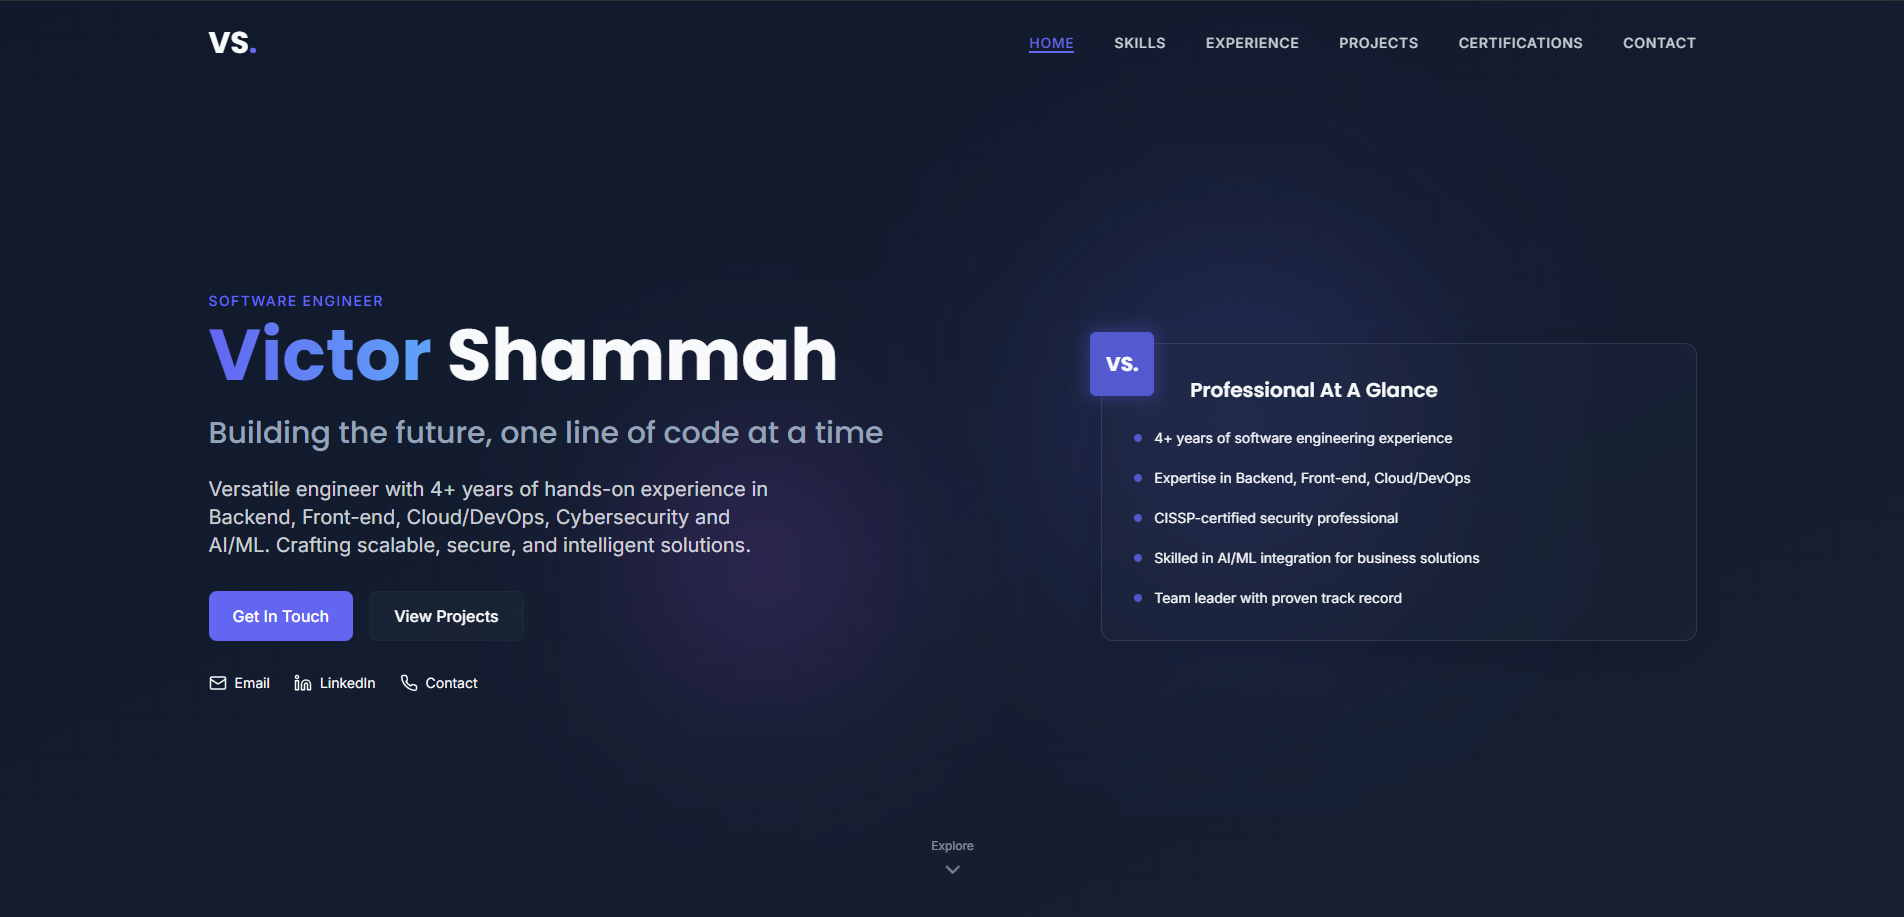 VS.
HOME SKILLS EXPERIENCE PROJECTS CERTIFICATIONS CONTACT
SOFTWARE ENGINEER
Victor Shammah
Building the future, one line of code at a time
Versatile engineer with 4+ years of hands-on experience in
Backend, Front-end, Cloud/DevOps, Cybersecurity and
AI/ML. Crafting scalable, secure, and intelligent solutions.
Get In Touch View Projects
Email LinkedIn Contact
VS.
Professional At A Glance
4+ years of software engineering experience
Expertise in Backend, Front-end, Cloud/DevOps
CISSP-certified security professional
Skilled in AI/ML integration for business solutions
Team leader with proven track record
Explore